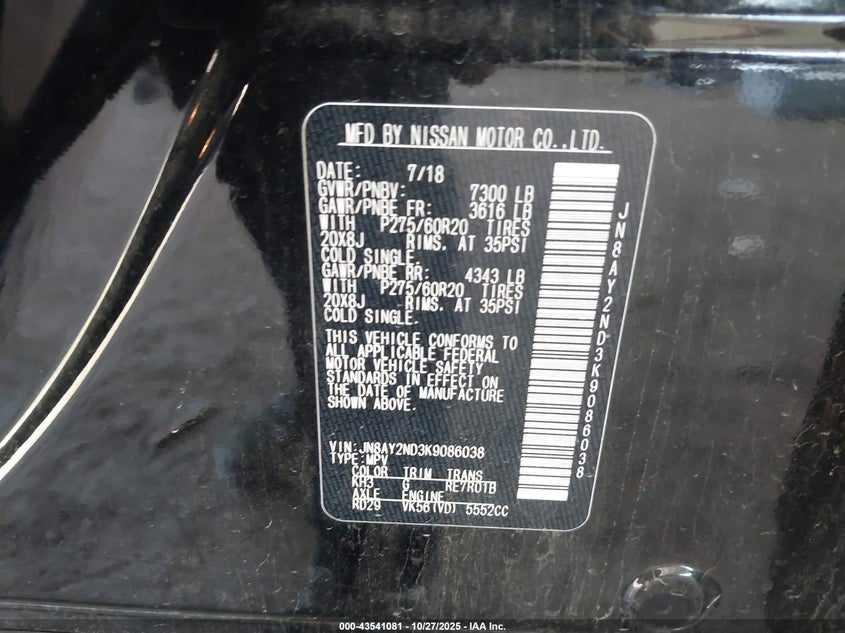 MFD BY NISSAN MOTOR CO.,LTD.
DATE: 7/18
GVWR/PNBV: 7300 LB
GAWR/PNBE FR: 3616 LB
WITH P275/60R20 TIRES
20X8J RIMS. AT 35PSI
COLD SINGLE.
GAWR/PNBE RR: 4343 LB
WITH P275/60R20 TIRES
20X8J RIMS. AT 35PSI
COLD SINGLE.
THIS VEHICLE CONFORMS TO
ALL APPLICABLE FEDERAL
MOTOR VEHICLE SAFETY
STANDARDS IN EFFECT ON
THE DATE OF MANUFACTURE
SHOWN ABOVE.
VIN:JN8AY2ND3K9086038
TYPE:MPV
COLOR TRIM TRANS
KH3 G RE7R01B
AXLE ENGINE
RD29 VK56(VD) 5552CC
JN8AY2ND3K9086038
000-43541081 - 10/27/2025 - IAA Inc.